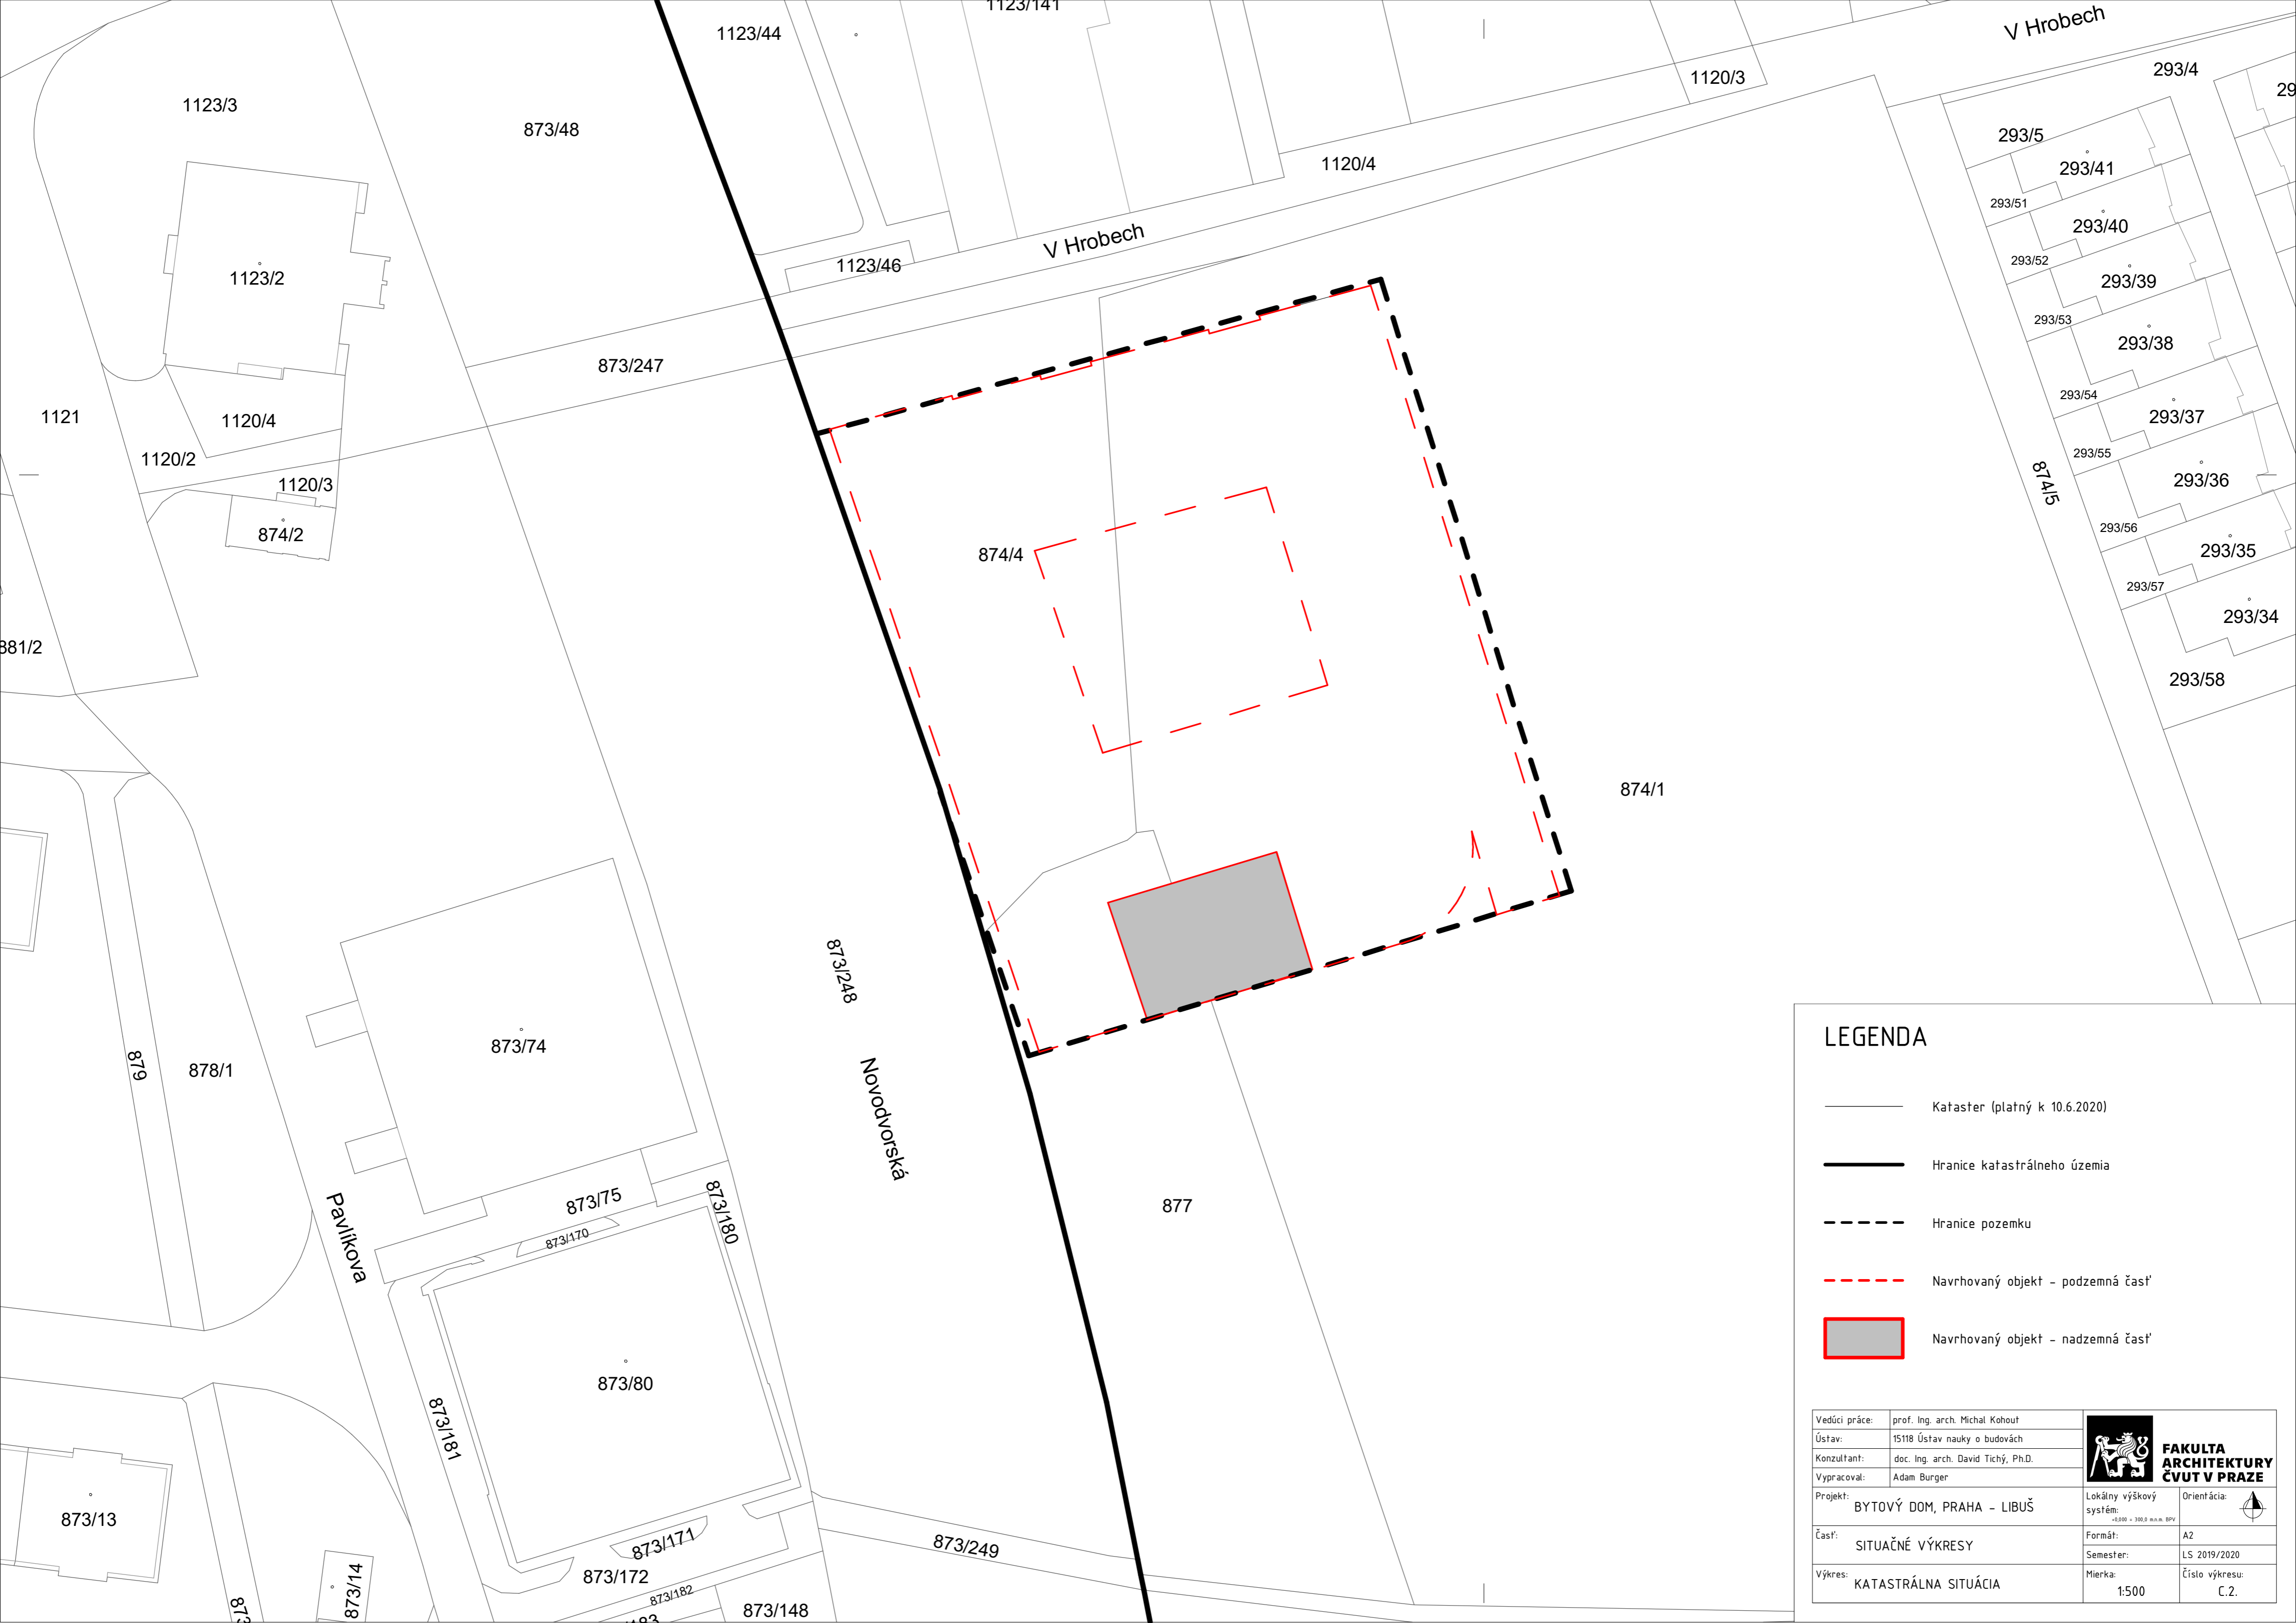 1123/141
1123/44
V Hrobech
1123/3
873/48
1120/3
293/4
293/5
1120/4
293/41
293/51
293/40
V Hrobech
1123/46
1123/2
293/52
293/39
293/53
293/38
873/247
293/54
1121
1120/4
293/37
1120/2
293/55
1120/3
874/5
293/36
874/2
293/56
874/4
293/35
293/57
293/34
881/2
293/58
874/1
873/248
873/74
879
878/1
Novodvorská
873/75
873/180
873/170
Pavlíkova
877
873/80
873/181
873/13
873/171
873/249
873/172
873/14
873/182
873/148
LEGENDA
Kataster (platný k 10.6.2020)
Hranice katastrálneho územia
Hranice pozemku
Navrhovaný objekt - podzemná časť
Navrhovaný objekt - nadzemná časť
Vedúci práce: prof. Ing. arch. Michal Kohout
Ústav: 15118 Ústav nauky o budovách
Konzultant: doc. Ing. arch. David Tichý, Ph.D.
Vypracoval: Adam Burger
FAKULTA
ARCHITEKTURY
ČVUT V PRAZE
Projekt: BYTOVÝ DOM, PRAHA - LIBUŠ
Lokálny výškový
systém:
±0,000 = 300,0 m.n.m. BPV
Orientácia:
Časť: SITUAČNÉ VÝKRESY
Formát: A2
Semester: LS 2019/2020
Výkres: KATASTRÁLNA SITUÁCIA
Mierka: 1:500
Číslo výkresu: C.2.